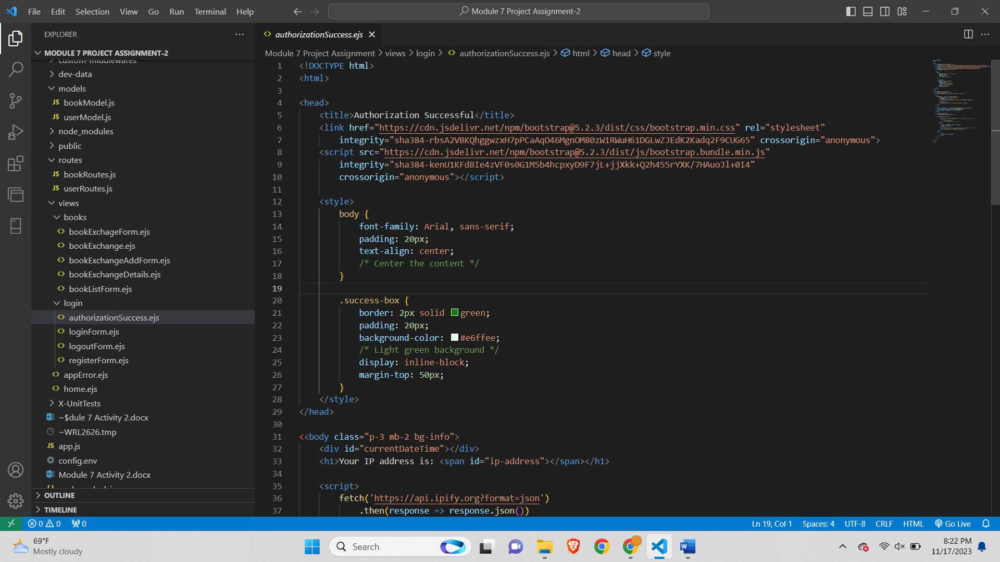 File Edit Selection View Go Run Terminal Help
Module 7 Project Assignment-2
EXPLORER
MODULE 7 PROJECT ASSIGNMENT-2
custom-middlewares
dev-data
models
JS bookModel.js
JS userModel.js
node_modules
public
routes
JS bookRoutes.js
JS userRoutes.js
views
books
bookExchageForm.ejs
bookExchange.ejs
bookExchangeAddForm.ejs
bookExchangeDetails.ejs
bookListForm.ejs
login
authorizationSuccess.ejs
loginForm.ejs
logoutForm.ejs
registerForm.ejs
appError.ejs
home.ejs
X-UnitTests
~$dule 7 Activity 2.docx
~WRL2626.tmp
JS app.js
config.env
Module 7 Activity 2.docx
OUTLINE
TIMELINE
authorizationSuccess.ejs
Module 7 Project Assignment > views > login > authorizationSuccess.ejs > html > head > style
1 <!DOCTYPE html>
2 <html>
3
4 <head>
5 <title>Authorization Successful</title>
6 <link href="https://cdn.jsdelivr.net/npm/bootstrap@5.2.3/dist/css/bootstrap.min.css" rel="stylesheet"
7 integrity="sha384-rbsA2VBKQhggwzxH7pPCaAqO46MgnOM80zW1RWuH61DGLwZJEdK2Kadq2F9CUG65" crossorigin="anonymous">
8 <script src="https://cdn.jsdelivr.net/npm/bootstrap@5.2.3/dist/js/bootstrap.bundle.min.js"
9 integrity="sha384-kenU1KFdBIe4zVF0s0G1M5b4hcpxyD9F7jL+jjXkk+Q2h455rYXK/7HAuoJl+0I4"
10 crossorigin="anonymous"></script>
11
12 <style>
13 body {
14 font-family: Arial, sans-serif;
15 padding: 20px;
16 text-align: center;
17 /* Center the content */
18 }
19
20 .success-box {
21 border: 2px solid green;
22 padding: 20px;
23 background-color: #e6ffee;
24 /* Light green background */
25 display: inline-block;
26 margin-top: 50px;
27 }
28 </style>
29 </head>
30
31 <<body class="p-3 mb-2 bg-info">
32 <div id="currentDateTime"></div>
33 <h1>Your IP address is: <span id="ip-address"></span></h1>
34
35 <script>
36 fetch('https://api.ipify.org?format=json')
37 .then(response => response.json())
0 0 0
Ln 19, Col 1 Spaces: 4 UTF-8 CRLF HTML Go Live
69°F
Mostly cloudy
Search
8:22 PM
11/17/2023